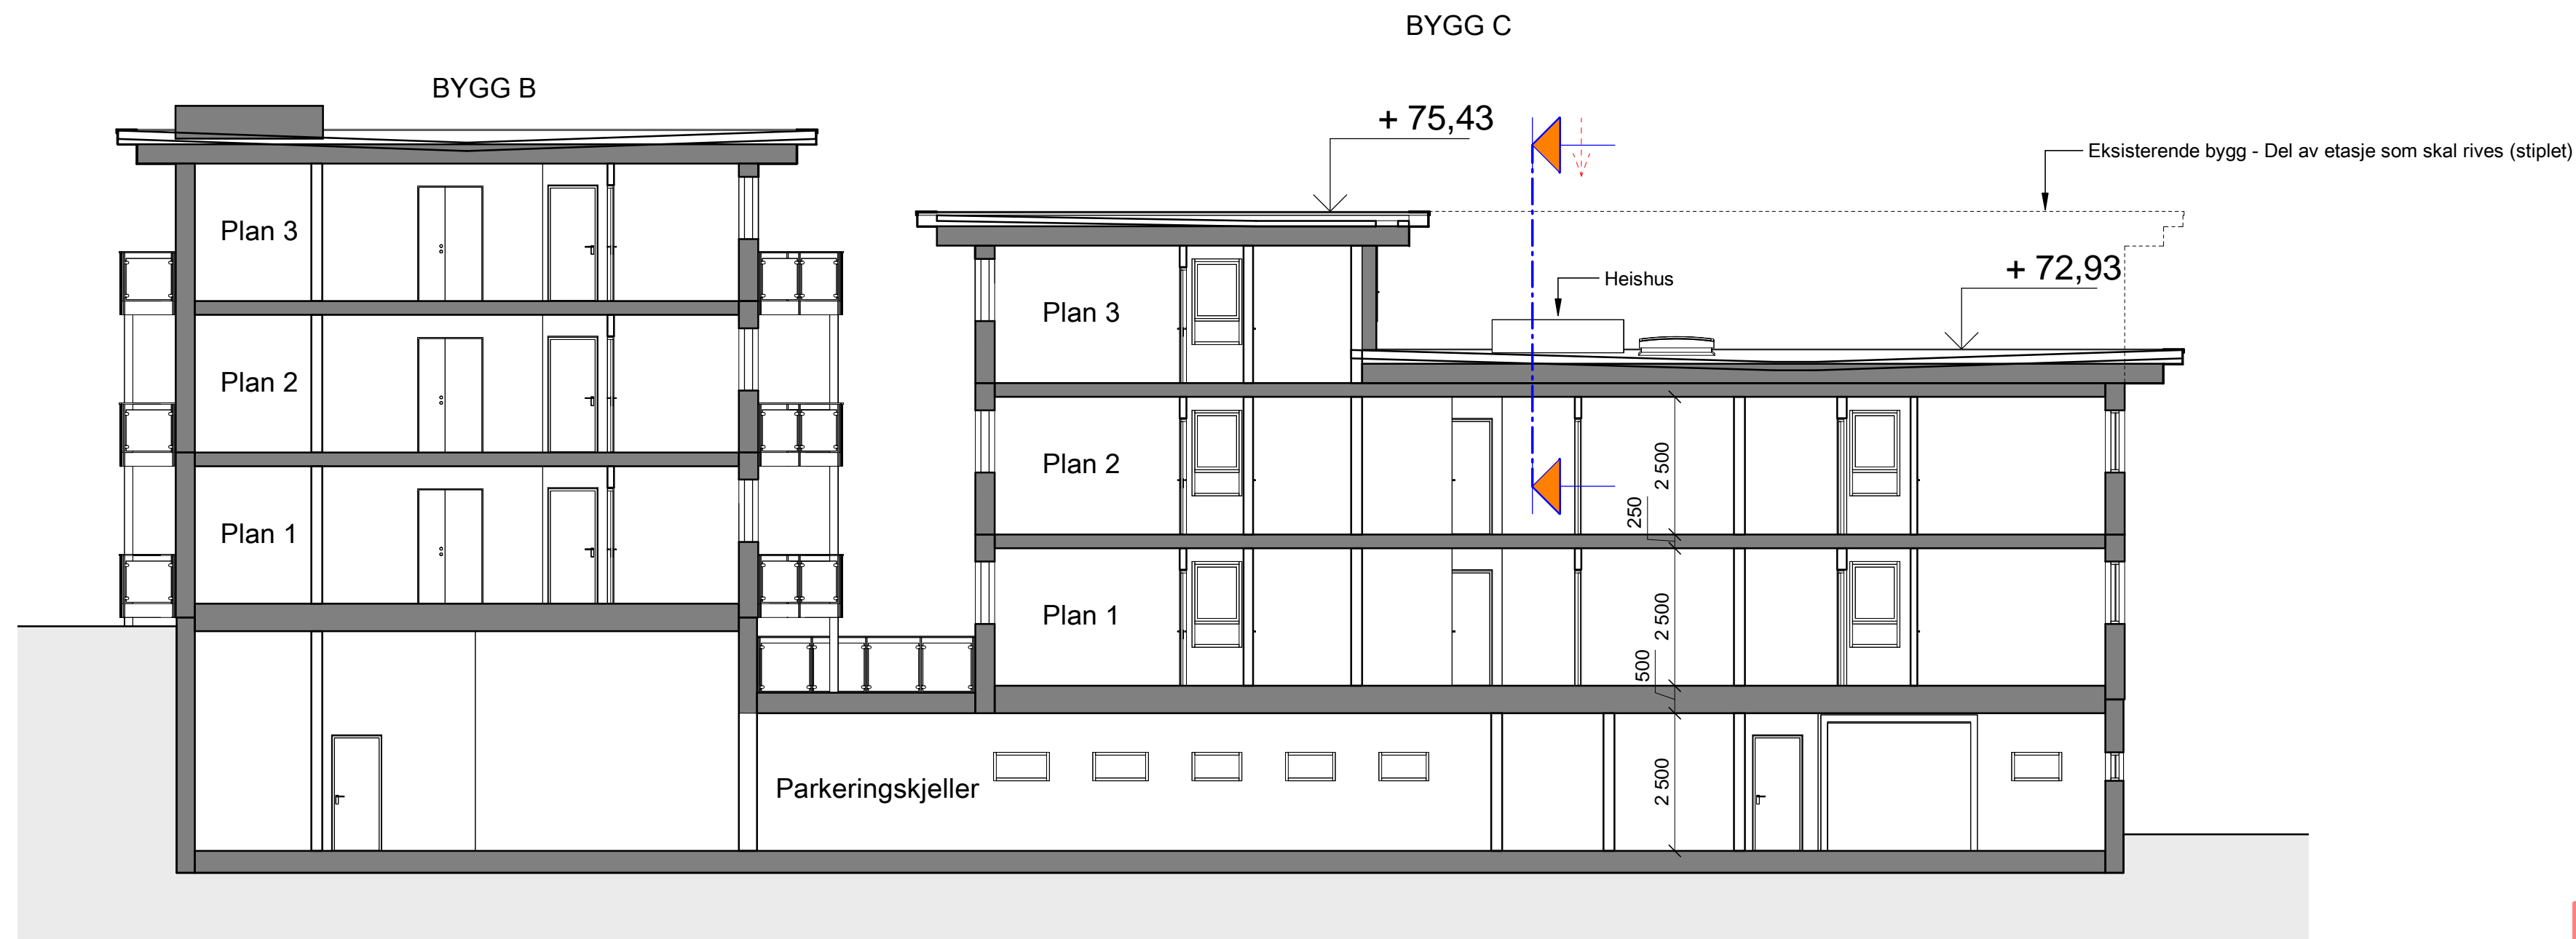 BYGG C
BYGG B
+ 75,43
Eksisterende bygg - Del av etasje som skal rives (stiplet)
Plan 3
+ 72,93
Heishus
Plan 3
Plan 2
Plan 2
2 500
250
Plan 1
Plan 1
2 500
500
Parkeringskjeller
2 500